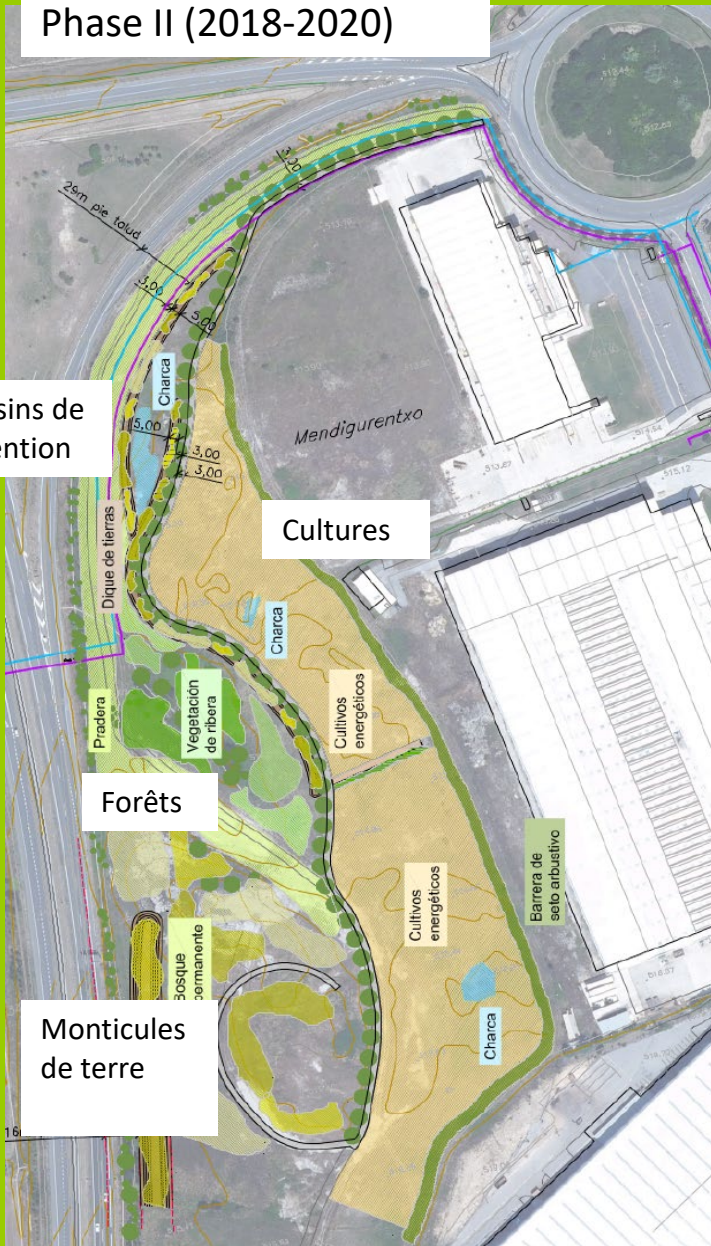 Phase II (2018-2020)
3,00
29m pie talud
3,00
5,00
Charca
sins de
ention
5,00
3,00
3,00
Mendigurentxo
Cultures
Dique de tierras
Charca
Pradera
Vegetación
de ribera
Cultivos
energéticos
Forêts
Barrera de
seto arbustivo
Cultivos
energéticos
Bosque
permanente
Monticules
de terre
Charca